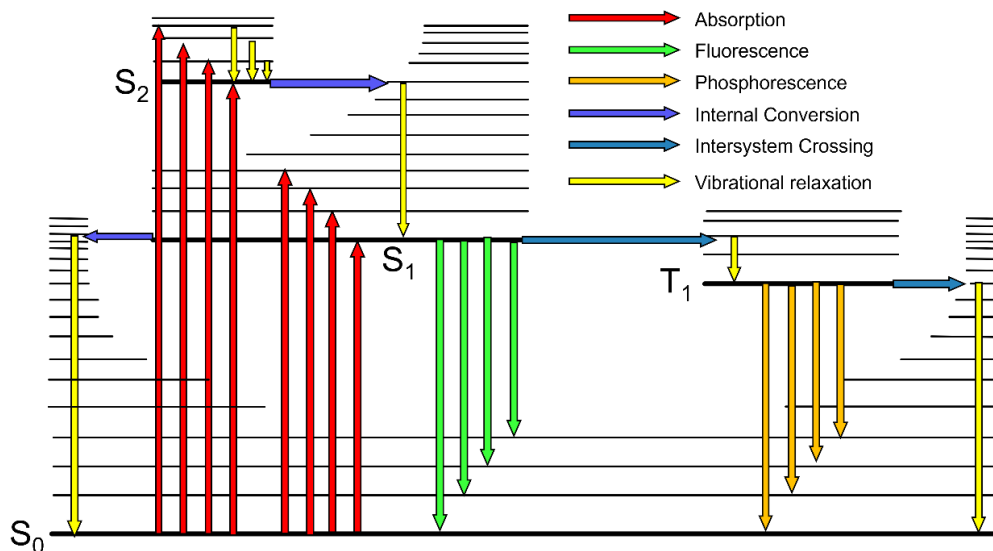 Absorption
Fluorescence
Phosphorescence
Internal Conversion
Intersystem Crossing
Vibrational relaxation
S₂
S₁
T₁
S₀